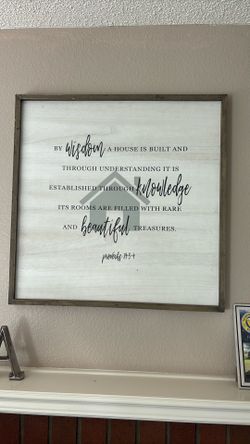 BY wisdom A HOUSE IS BUILT AND
THROUGH UNDERSTANDING IT IS
ESTABLISHED THROUGH knowledge
ITS ROOMS ARE FILLED WITH RARE
AND beautiful TREASURES.
proverbs 24:3-4
A